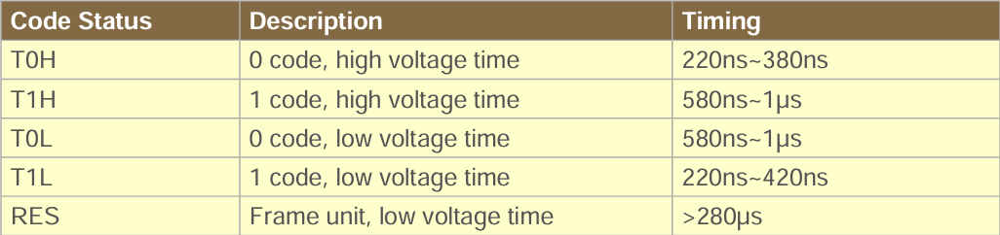 Code Status Description Timing
T0H 0 code, high voltage time 220ns~380ns
T1H 1 code, high voltage time 580ns~1µs
T0L 0 code, low voltage time 580ns~1µs
T1L 1 code, low voltage time 220ns~420ns
RES Frame unit, low voltage time >280µs